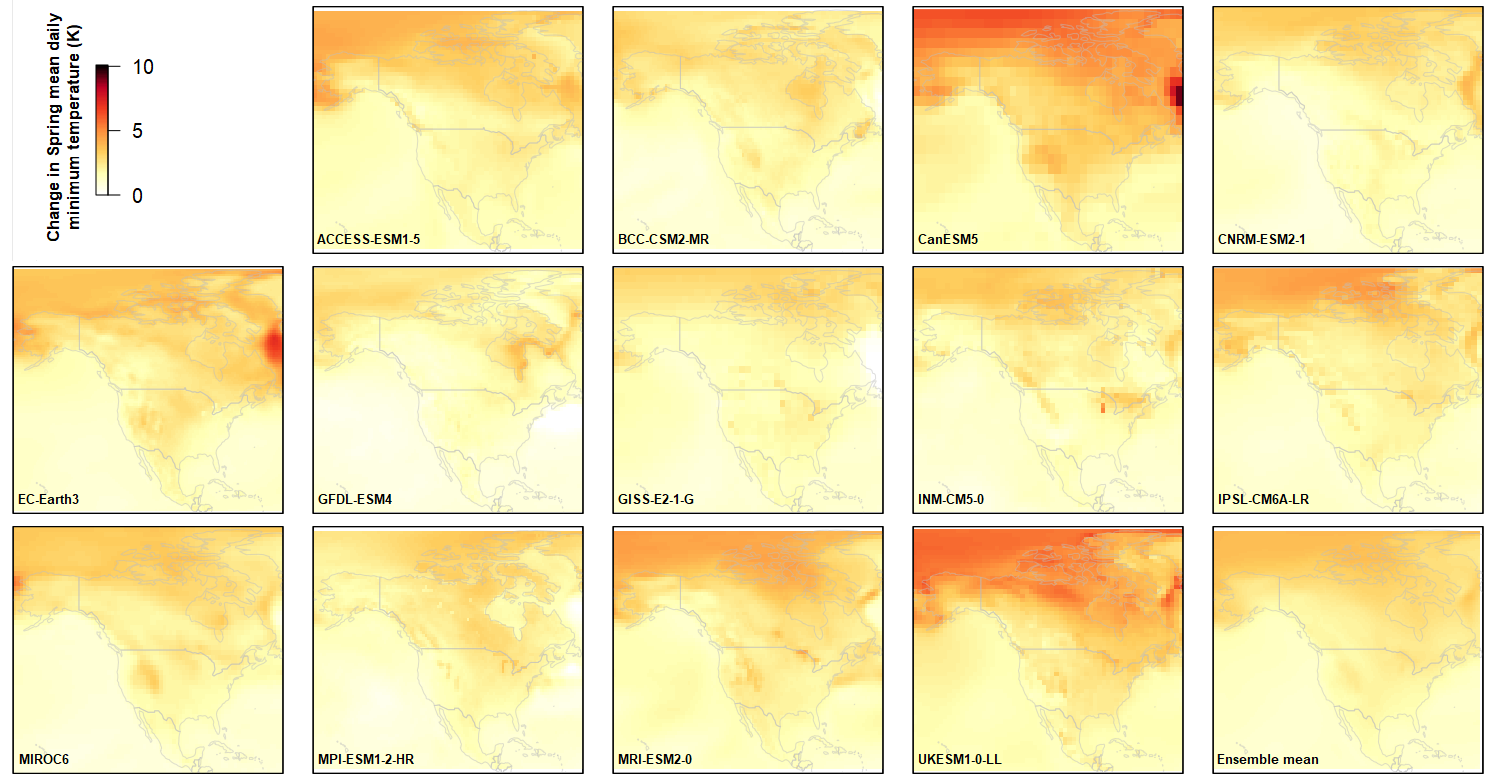 Change in Spring mean daily
minimum temperature (K)
10
5
0
ACCESS-ESM1-5
BCC-CSM2-MR
CanESM5
CNRM-ESM2-1
EC-Earth3
GFDL-ESM4
GISS-E2-1-G
INM-CM5-0
IPSL-CM6A-LR
MIROC6
MPI-ESM1-2-HR
MRI-ESM2-0
UKESM1-0-LL
Ensemble mean